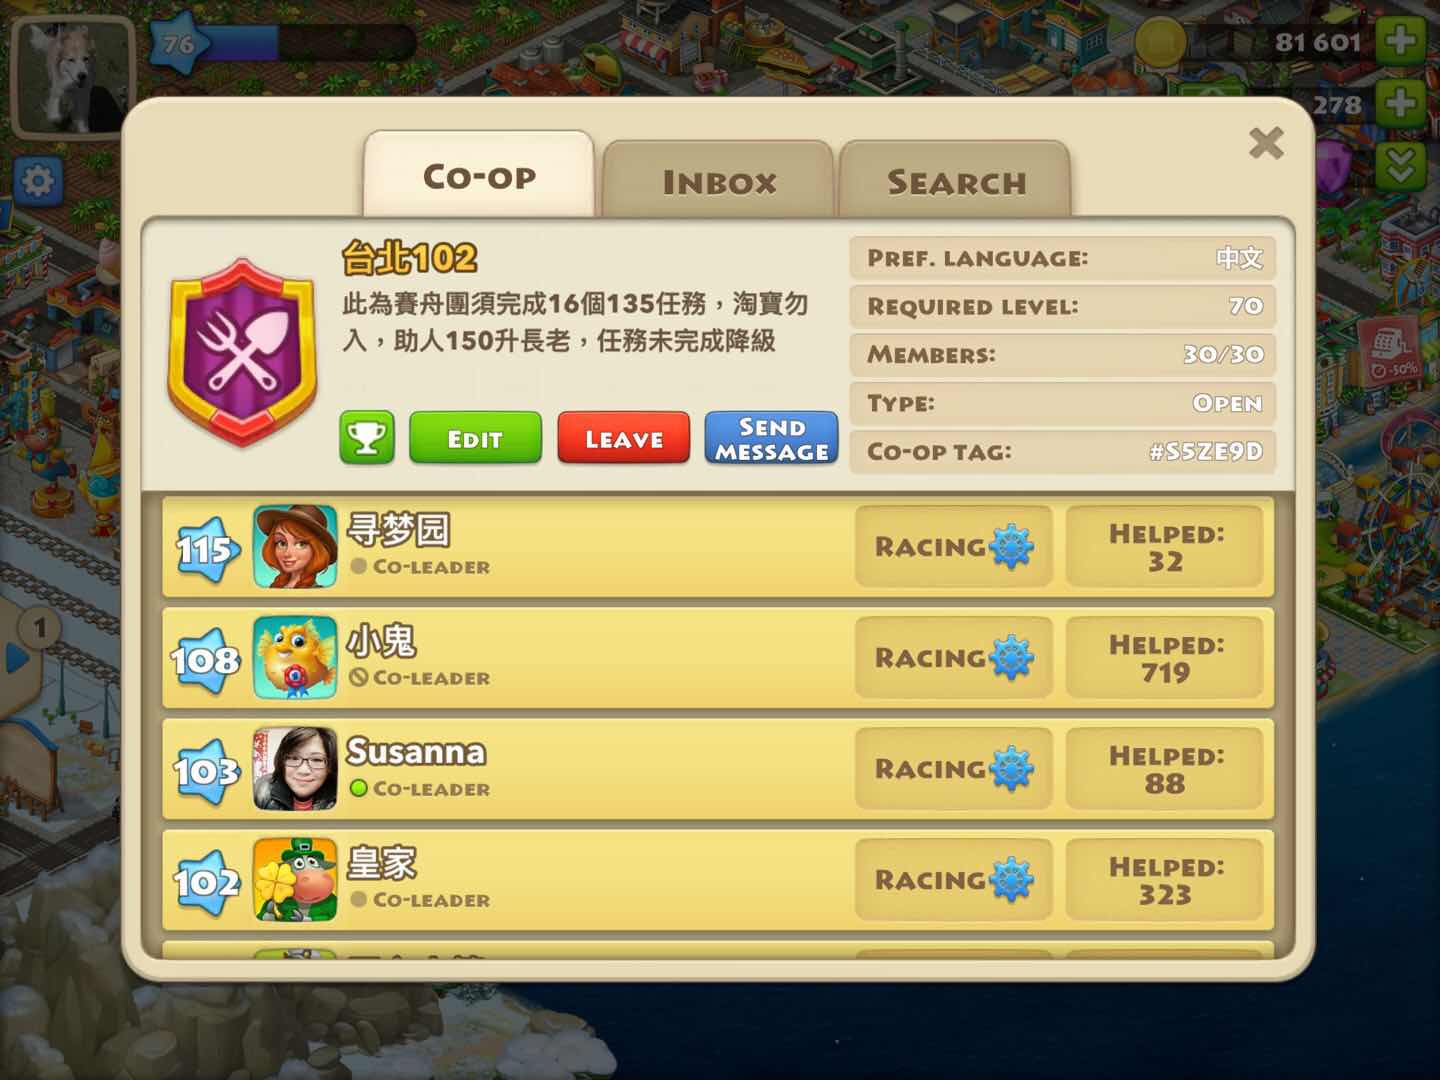 76
81 601
278
Co-op
Inbox
Search
台北102
此為賽舟團須完成16個135任務，淘寶勿
入，助人150升長老，任務未完成降級
Edit
Leave
Send
message
Pref. language:
中文
Required level:
70
Members:
30/30
Type:
Open
Co-op tag:
#S5ZE9D
-50%
1
115
寻梦园
Co-leader
Racing
Helped:
32
108
小鬼
Co-leader
Racing
Helped:
719
103
Susanna
Co-leader
Racing
Helped:
88
102
皇家
Co-leader
Racing
Helped:
323